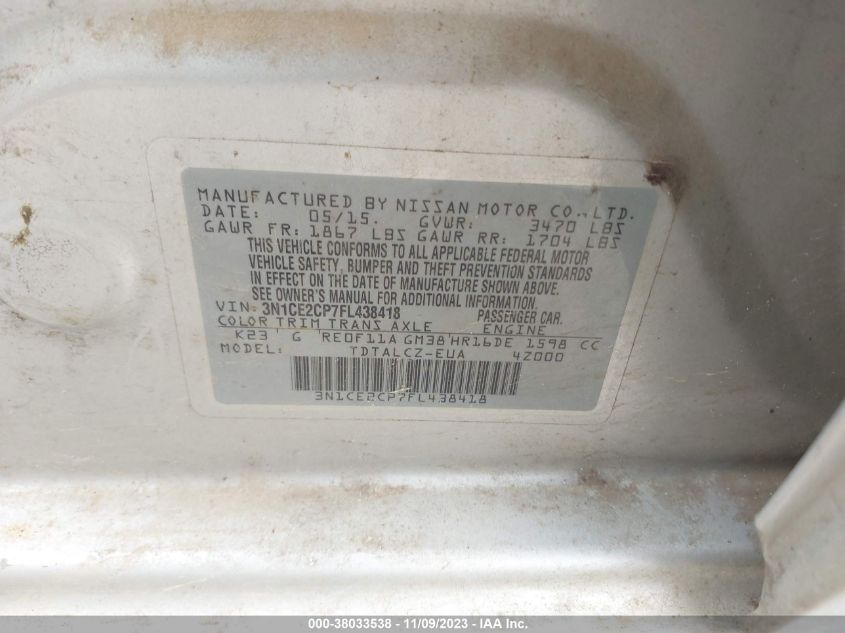 MANUFACTURED BY NISSAN MOTOR CO., LTD.
DATE: 05/15. GVWR: 3470 LBS
GAWR FR: 1867 LBS GAWR RR: 1704 LBS
THIS VEHICLE CONFORMS TO ALL APPLICABLE FEDERAL MOTOR
VEHICLE SAFETY, BUMPER AND THEFT PREVENTION STANDARDS
IN EFFECT ON THE DATE OF MANUFACTURE SHOWN ABOVE.
SEE OWNER'S MANUAL FOR ADDITIONAL INFORMATION.
VIN: 3N1CE2CP7FL438418 PASSENGER CAR.
COLOR TRIM TRANS AXLE ENGINE
K23 G RE0F11A GM38 HR16DE 1598 CC
MODEL: TDTALCZ-EUA 4Z000
3N1CE2CP7FL438418
000-38033538 - 11/09/2023 - IAAI.com